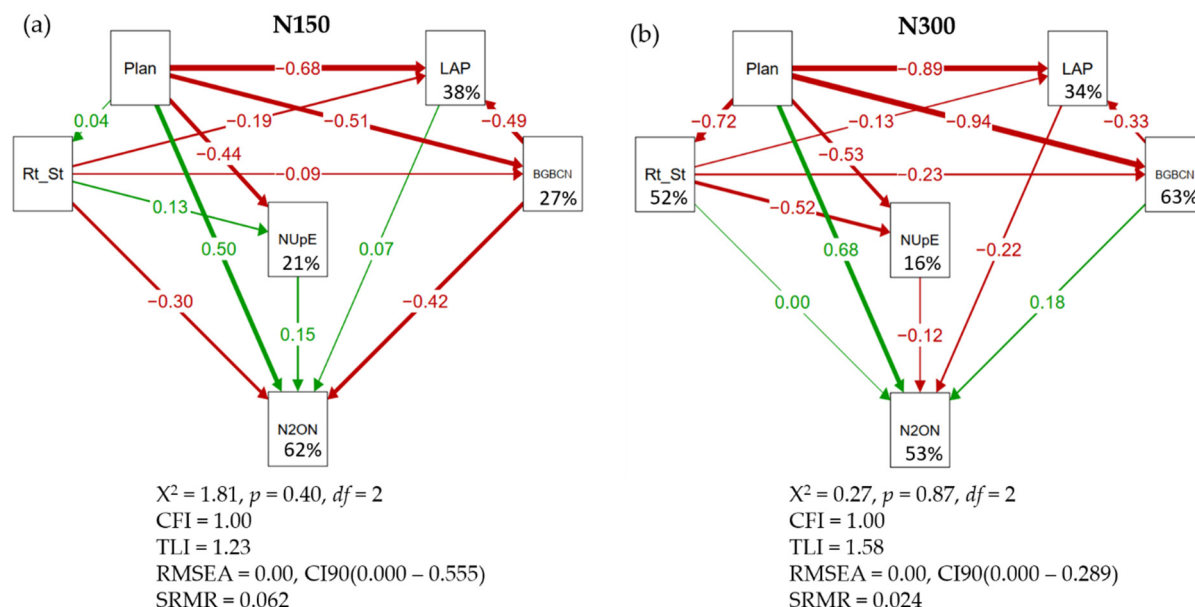 (a)
N150
Plan
LAP
38%
−0.68
−0.19
−0.51
−0.49
0.04
−0.44
Rt_St
−0.09
BGBCN
27%
0.13
NUpE
21%
0.50
0.07
−0.30
0.15
−0.42
N2ON
62%
X² = 1.81, p = 0.40, df = 2
CFI = 1.00
TLI = 1.23
RMSEA = 0.00, CI90(0.000 – 0.555)
SRMR = 0.062
(b)
N300
Plan
LAP
34%
−0.89
−0.13
−0.94
−0.33
−0.72
−0.53
Rt_St
52%
−0.23
BGBCN
63%
−0.52
NUpE
16%
0.68
−0.22
0.00
−0.12
0.18
N2ON
53%
X² = 0.27, p = 0.87, df = 2
CFI = 1.00
TLI = 1.58
RMSEA = 0.00, CI90(0.000 – 0.289)
SRMR = 0.024